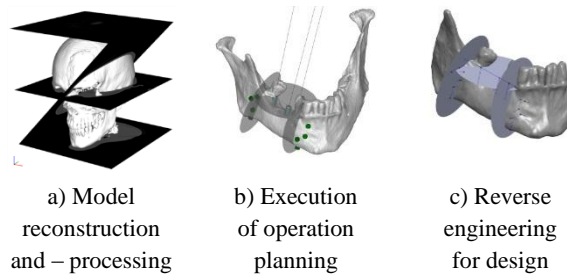 a) Model
reconstruction
and – processing
b) Execution
of operation
planning
c) Reverse
engineering
for design